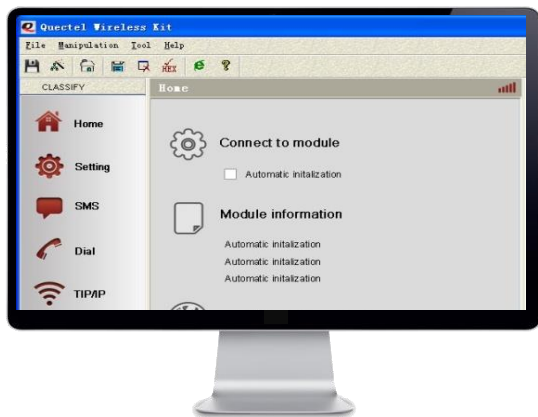 Quectel Wireless Kit
File Manipulation Tool Help
HEX
CLASSIFY
Home
Home
Connect to module
Setting
Automatic initalization
SMS
Module information
Dial
Automatic initalization
Automatic initalization
Automatic initalization
TIP/IP